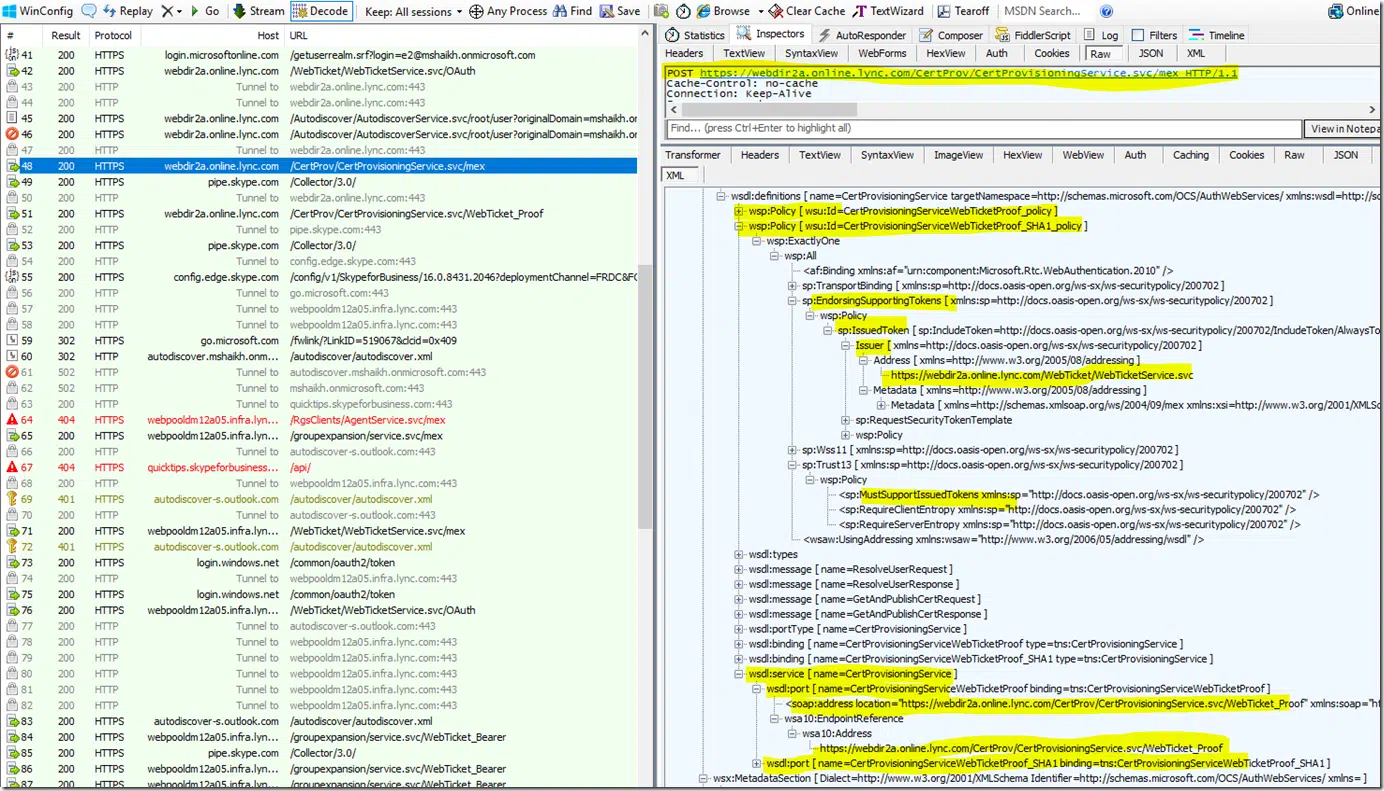 WinConfig Replay Go Stream Decode Keep: All sessions Any Process Find Save Browse Clear Cache TextWizard Tearoff MSDN Search... Online
# Result Protocol Host URL
41 200 HTTPS login.microsoftonline.com /getuserrealm.srf?login=e2@mshaikh.onmicrosoft.com
42 200 HTTPS webdir2a.online.lync.com /WebTicket/WebTicketService.svc/OAuth
43 200 HTTP Tunnel to webdir2a.online.lync.com:443
44 200 HTTP Tunnel to webdir2a.online.lync.com:443
45 200 HTTPS webdir2a.online.lync.com /Autodiscover/AutodiscoverService.svc/root/user?originalDomain=mshaikh.on
46 200 HTTPS webdir2a.online.lync.com /Autodiscover/AutodiscoverService.svc/root/user?originalDomain=mshaikh.on
47 200 HTTP Tunnel to webdir2a.online.lync.com:443
48 200 HTTPS webdir2a.online.lync.com /CertProv/CertProvisioningService.svc/mex
49 200 HTTPS pipe.skype.com /Collector/3.0/
50 200 HTTP Tunnel to webdir2a.online.lync.com:443
51 200 HTTPS webdir2a.online.lync.com /CertProv/CertProvisioningService.svc/WebTicket_Proof
52 200 HTTP Tunnel to pipe.skype.com:443
53 200 HTTPS pipe.skype.com /Collector/3.0/
54 200 HTTP Tunnel to config.edge.skype.com:443
55 200 HTTPS config.edge.skype.com /config/v1/SkypeforBusiness/16.0.8431.2046?deploymentChannel=FRDC&FC
56 200 HTTP Tunnel to go.microsoft.com:443
57 200 HTTP Tunnel to webpooldm12a05.infra.lync.com:443
58 200 HTTP Tunnel to webpooldm12a05.infra.lync.com:443
59 302 HTTPS go.microsoft.com /fwlink/?LinkID=519067&clcid=0x409
60 302 HTTP autodiscover.mshaikh.onm... /autodiscover/autodiscover.xml
61 502 HTTP Tunnel to autodiscover.mshaikh.onmicrosoft.com:443
62 502 HTTP Tunnel to mshaikh.onmicrosoft.com:443
63 200 HTTP Tunnel to quicktips.skypeforbusiness.com:443
64 404 HTTPS webpooldm12a05.infra.lyn... /RgsClients/AgentService.svc/mex
65 200 HTTPS webpooldm12a05.infra.lyn... /groupexpansion/service.svc/mex
66 200 HTTP Tunnel to autodiscover-s.outlook.com:443
67 404 HTTPS quicktips.skypeforbusiness... /api/
68 200 HTTP Tunnel to webpooldm12a05.infra.lync.com:443
69 401 HTTPS autodiscover-s.outlook.com /autodiscover/autodiscover.xml
70 200 HTTP Tunnel to autodiscover-s.outlook.com:443
71 200 HTTPS webpooldm12a05.infra.lyn... /WebTicket/WebTicketService.svc/mex
72 401 HTTPS autodiscover-s.outlook.com /autodiscover/autodiscover.xml
73 200 HTTPS login.windows.net /common/oauth2/token
74 200 HTTP Tunnel to webpooldm12a05.infra.lync.com:443
75 200 HTTPS login.windows.net /common/oauth2/token
76 200 HTTPS webpooldm12a05.infra.lyn... /WebTicket/WebTicketService.svc/OAuth
77 200 HTTP Tunnel to autodiscover-s.outlook.com:443
78 200 HTTP Tunnel to webpooldm12a05.infra.lync.com:443
79 200 HTTP Tunnel to webpooldm12a05.infra.lync.com:443
80 200 HTTP Tunnel to webpooldm12a05.infra.lync.com:443
81 200 HTTP Tunnel to webpooldm12a05.infra.lync.com:443
82 200 HTTP Tunnel to webpooldm12a05.infra.lync.com:443
83 200 HTTPS autodiscover-s.outlook.com /autodiscover/autodiscover.xml
84 200 HTTPS webpooldm12a05.infra.lyn... /groupexpansion/service.svc/WebTicket_Bearer
85 200 HTTPS pipe.skype.com /Collector/3.0/
86 200 HTTPS webpooldm12a05.infra.lyn... /groupexpansion/service.svc/WebTicket_Bearer
87 200 HTTPS webpooldm12a05.infra.lyn... /groupexpansion/service.svc/WebTicket_Bearer
Statistics Inspectors AutoResponder Composer FiddlerScript Log Filters Timeline
Headers TextView SyntaxView WebForms HexView Auth Cookies Raw JSON XML
POST https://webdir2a.online.lync.com/CertProv/CertProvisioningService.svc/mex HTTP/1.1
Cache-Control: no-cache
Connection: Keep-Alive
Find... (press Ctrl+Enter to highlight all) View in Notepa
Transformer Headers TextView SyntaxView ImageView HexView WebView Auth Caching Cookies Raw JSON
XML
wsdl:definitions [ name=CertProvisioningService targetNamespace=http://schemas.microsoft.com/OCS/AuthWebServices/ xmlns:wsdl=http://sc
wsp:Policy [ wsu:Id=CertProvisioningServiceWebTicketProof_policy ]
wsp:Policy [ wsu:Id=CertProvisioningServiceWebTicketProof_SHA1_policy ]
wsp:ExactlyOne
wsp:All
<af:Binding xmlns:af="urn:component:Microsoft.Rtc.WebAuthentication.2010" />
sp:TransportBinding [ xmlns:sp=http://docs.oasis-open.org/ws-sx/ws-securitypolicy/200702 ]
sp:EndorsingSupportingTokens [ xmlns:sp=http://docs.oasis-open.org/ws-sx/ws-securitypolicy/200702 ]
wsp:Policy
sp:IssuedToken [ sp:IncludeToken=http://docs.oasis-open.org/ws-sx/ws-securitypolicy/200702/IncludeToken/AlwaysTo
Issuer [ xmlns=http://docs.oasis-open.org/ws-sx/ws-securitypolicy/200702 ]
Address [ xmlns=http://www.w3.org/2005/08/addressing ]
https://webdir2a.online.lync.com/WebTicket/WebTicketService.svc
Metadata [ xmlns=http://www.w3.org/2005/08/addressing ]
Metadata [ xmlns=http://schemas.xmlsoap.org/ws/2004/09/mex xmlns:xsi=http://www.w3.org/2001/XMLSc
sp:RequestSecurityTokenTemplate
wsp:Policy
sp:Wss11 [ xmlns:sp=http://docs.oasis-open.org/ws-sx/ws-securitypolicy/200702 ]
sp:Trust13 [ xmlns:sp=http://docs.oasis-open.org/ws-sx/ws-securitypolicy/200702 ]
wsp:Policy
<sp:MustSupportIssuedTokens xmlns:sp="http://docs.oasis-open.org/ws-sx/ws-securitypolicy/200702" />
<sp:RequireClientEntropy xmlns:sp="http://docs.oasis-open.org/ws-sx/ws-securitypolicy/200702" />
<sp:RequireServerEntropy xmlns:sp="http://docs.oasis-open.org/ws-sx/ws-securitypolicy/200702" />
<wsaw:UsingAddressing xmlns:wsaw="http://www.w3.org/2006/05/addressing/wsdl" />
wsdl:types
wsdl:message [ name=ResolveUserRequest ]
wsdl:message [ name=ResolveUserResponse ]
wsdl:message [ name=GetAndPublishCertRequest ]
wsdl:message [ name=GetAndPublishCertResponse ]
wsdl:portType [ name=CertProvisioningService ]
wsdl:binding [ name=CertProvisioningServiceWebTicketProof type=tns:CertProvisioningService ]
wsdl:binding [ name=CertProvisioningServiceWebTicketProof_SHA1 type=tns:CertProvisioningService ]
wsdl:service [ name=CertProvisioningService ]
wsdl:port [ name=CertProvisioningServiceWebTicketProof binding=tns:CertProvisioningServiceWebTicketProof ]
<soap:address location="https://webdir2a.online.lync.com/CertProv/CertProvisioningService.svc/WebTicket_Proof" xmlns:soap="ht
wsa10:EndpointReference
wsa10:Address
https://webdir2a.online.lync.com/CertProv/CertProvisioningService.svc/WebTicket_Proof
wsdl:port [ name=CertProvisioningServiceWebTicketProof_SHA1 binding=tns:CertProvisioningServiceWebTicketProof_SHA1 ]
wsx:MetadataSection [ Dialect=http://www.w3.org/2001/XMLSchema Identifier=http://schemas.microsoft.com/OCS/AuthWebServices/ xmlns= ]